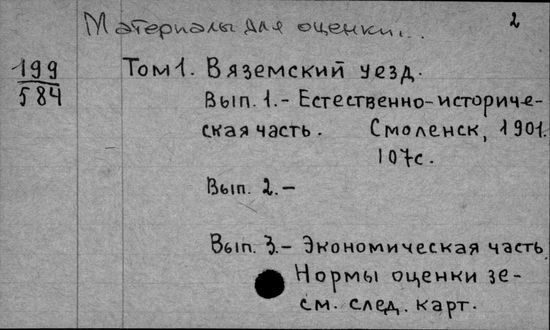 Материалы для оценки...
2
199
584
Том 1. Вяземский уезд.
Вып. 1.- Естественно-историче-
ская часть. Смоленск, 1901.
107с.
Вып. 2.-
Вып. 3.- Экономическая часть
Нормы оценки зе-
см. след. карт.